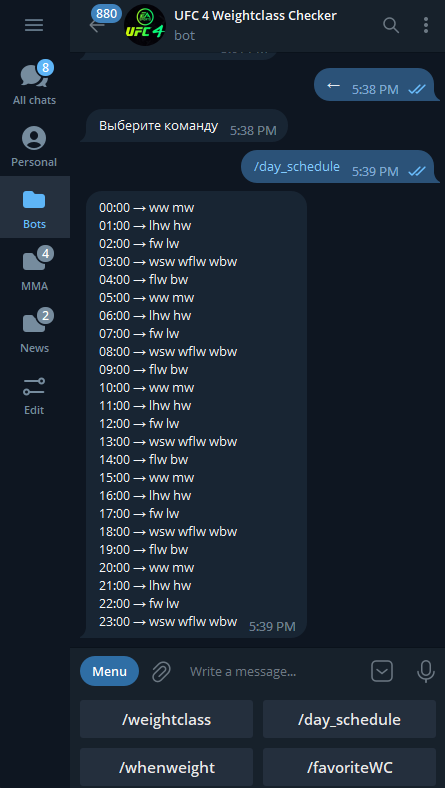 880
UFC 4 Weightclass Checker
bot
EA
UFC 4
← 5:38 PM
Выберите команду 5:38 PM
/day_schedule 5:39 PM
00:00 → ww mw
01:00 → lhw hw
02:00 → fw lw
03:00 → wsw wflw wbw
04:00 → flw bw
05:00 → ww mw
06:00 → lhw hw
07:00 → fw lw
08:00 → wsw wflw wbw
09:00 → flw bw
10:00 → ww mw
11:00 → lhw hw
12:00 → fw lw
13:00 → wsw wflw wbw
14:00 → flw bw
15:00 → ww mw
16:00 → lhw hw
17:00 → fw lw
18:00 → wsw wflw wbw
19:00 → flw bw
20:00 → ww mw
21:00 → lhw hw
22:00 → fw lw
23:00 → wsw wflw wbw 5:39 PM
8
All chats
Personal
Bots
4
MMA
2
News
Edit
Menu
Write a message...
/weightclass
/day_schedule
/whenweight
/favoriteWC